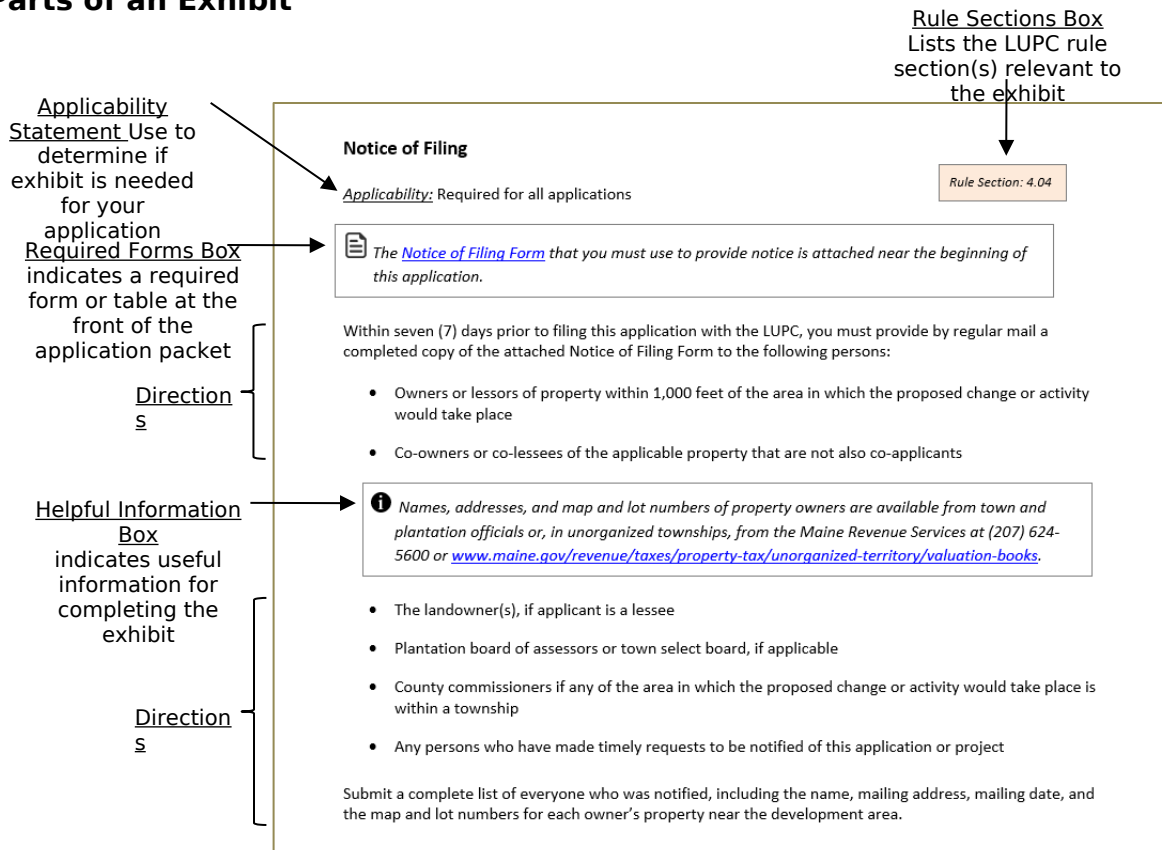 Parts of an Exhibit
Rule Sections Box
Lists the LUPC rule
section(s) relevant to
the exhibit
Applicability
Statement Use to
determine if
exhibit is needed
for your
application
Required Forms Box
indicates a required
form or table at the
front of the
application packet
Direction
s
Helpful Information
Box
indicates useful
information for
completing the
exhibit
Direction
s
Notice of Filing
Rule Section: 4.04
Applicability: Required for all applications
The Notice of Filing Form that you must use to provide notice is attached near the beginning of
this application.
Within seven (7) days prior to filing this application with the LUPC, you must provide by regular mail a
completed copy of the attached Notice of Filing Form to the following persons:
• Owners or lessors of property within 1,000 feet of the area in which the proposed change or activity
would take place
• Co-owners or co-lessees of the applicable property that are not also co-applicants
Names, addresses, and map and lot numbers of property owners are available from town and
plantation officials or, in unorganized townships, from the Maine Revenue Services at (207) 624-
5600 or www.maine.gov/revenue/taxes/property-tax/unorganized-territory/valuation-books.
• The landowner(s), if applicant is a lessee
• Plantation board of assessors or town select board, if applicable
• County commissioners if any of the area in which the proposed change or activity would take place is
within a township
• Any persons who have made timely requests to be notified of this application or project
Submit a complete list of everyone who was notified, including the name, mailing address, mailing date, and
the map and lot numbers for each owner's property near the development area.